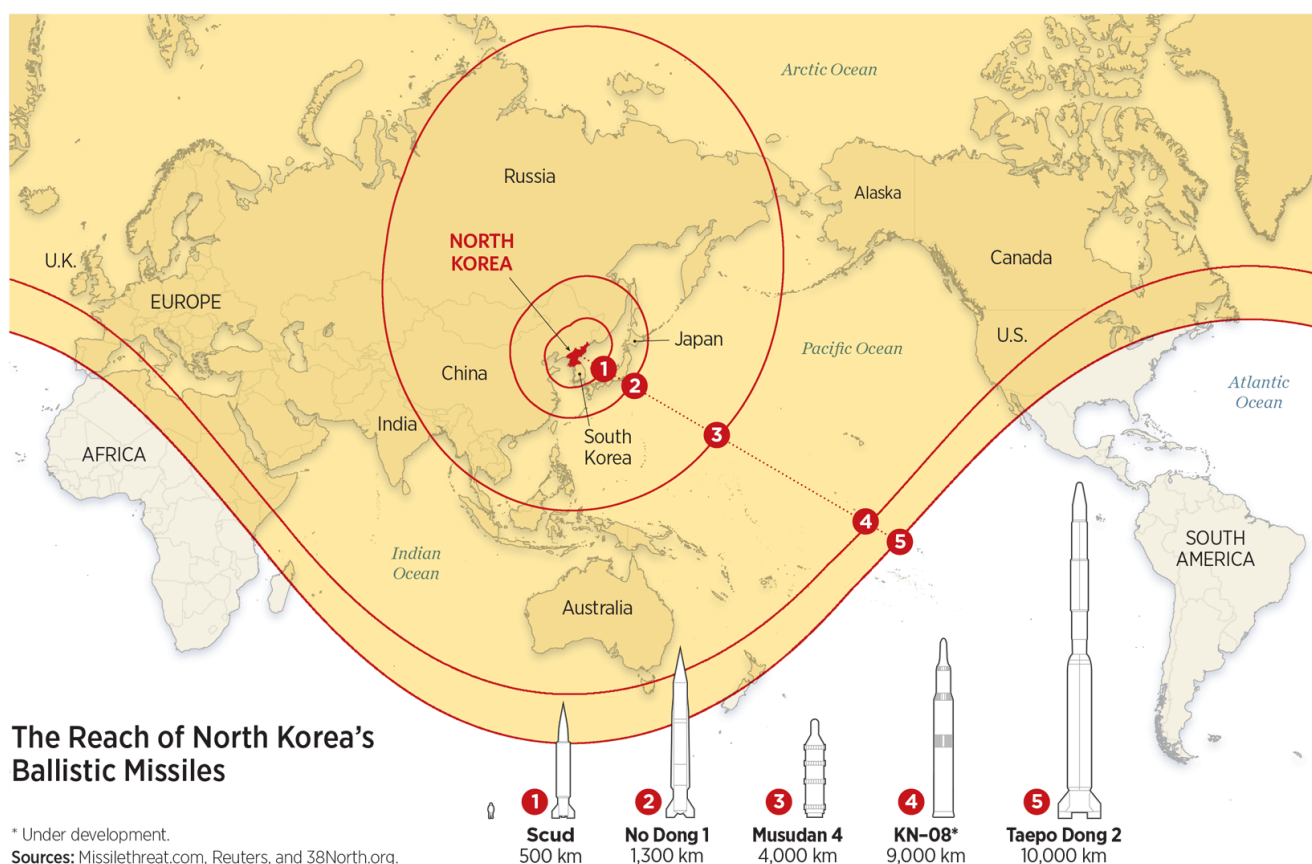 Arctic Ocean
Russia
Alaska
NORTH
KOREA
U.K.
Canada
EUROPE
U.S.
Japan
Pacific Ocean
China
Atlantic
Ocean
India
South
Korea
AFRICA
1
2
3
4
5
Indian
Ocean
SOUTH
AMERICA
Australia
The Reach of North Korea’s
Ballistic Missiles
* Under development.
Sources: Missilethreat.com, Reuters, and 38North.org.
1
Scud
500 km
2
No Dong 1
1,300 km
3
Musudan 4
4,000 km
4
KN–08*
9,000 km
5
Taepo Dong 2
10,000 km